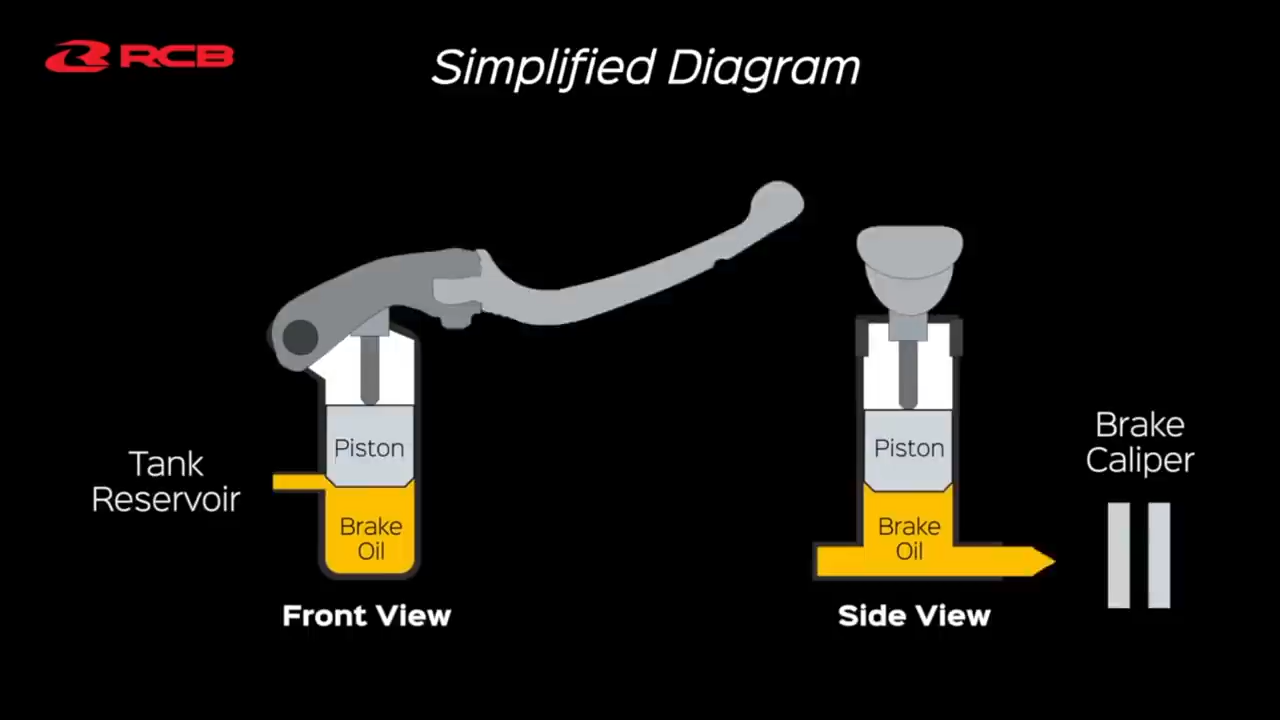 RCB
Simplified Diagram
Tank
Reservoir
Piston
Brake
Oil
Front View
Piston
Brake
Oil
Side View
Brake
Caliper